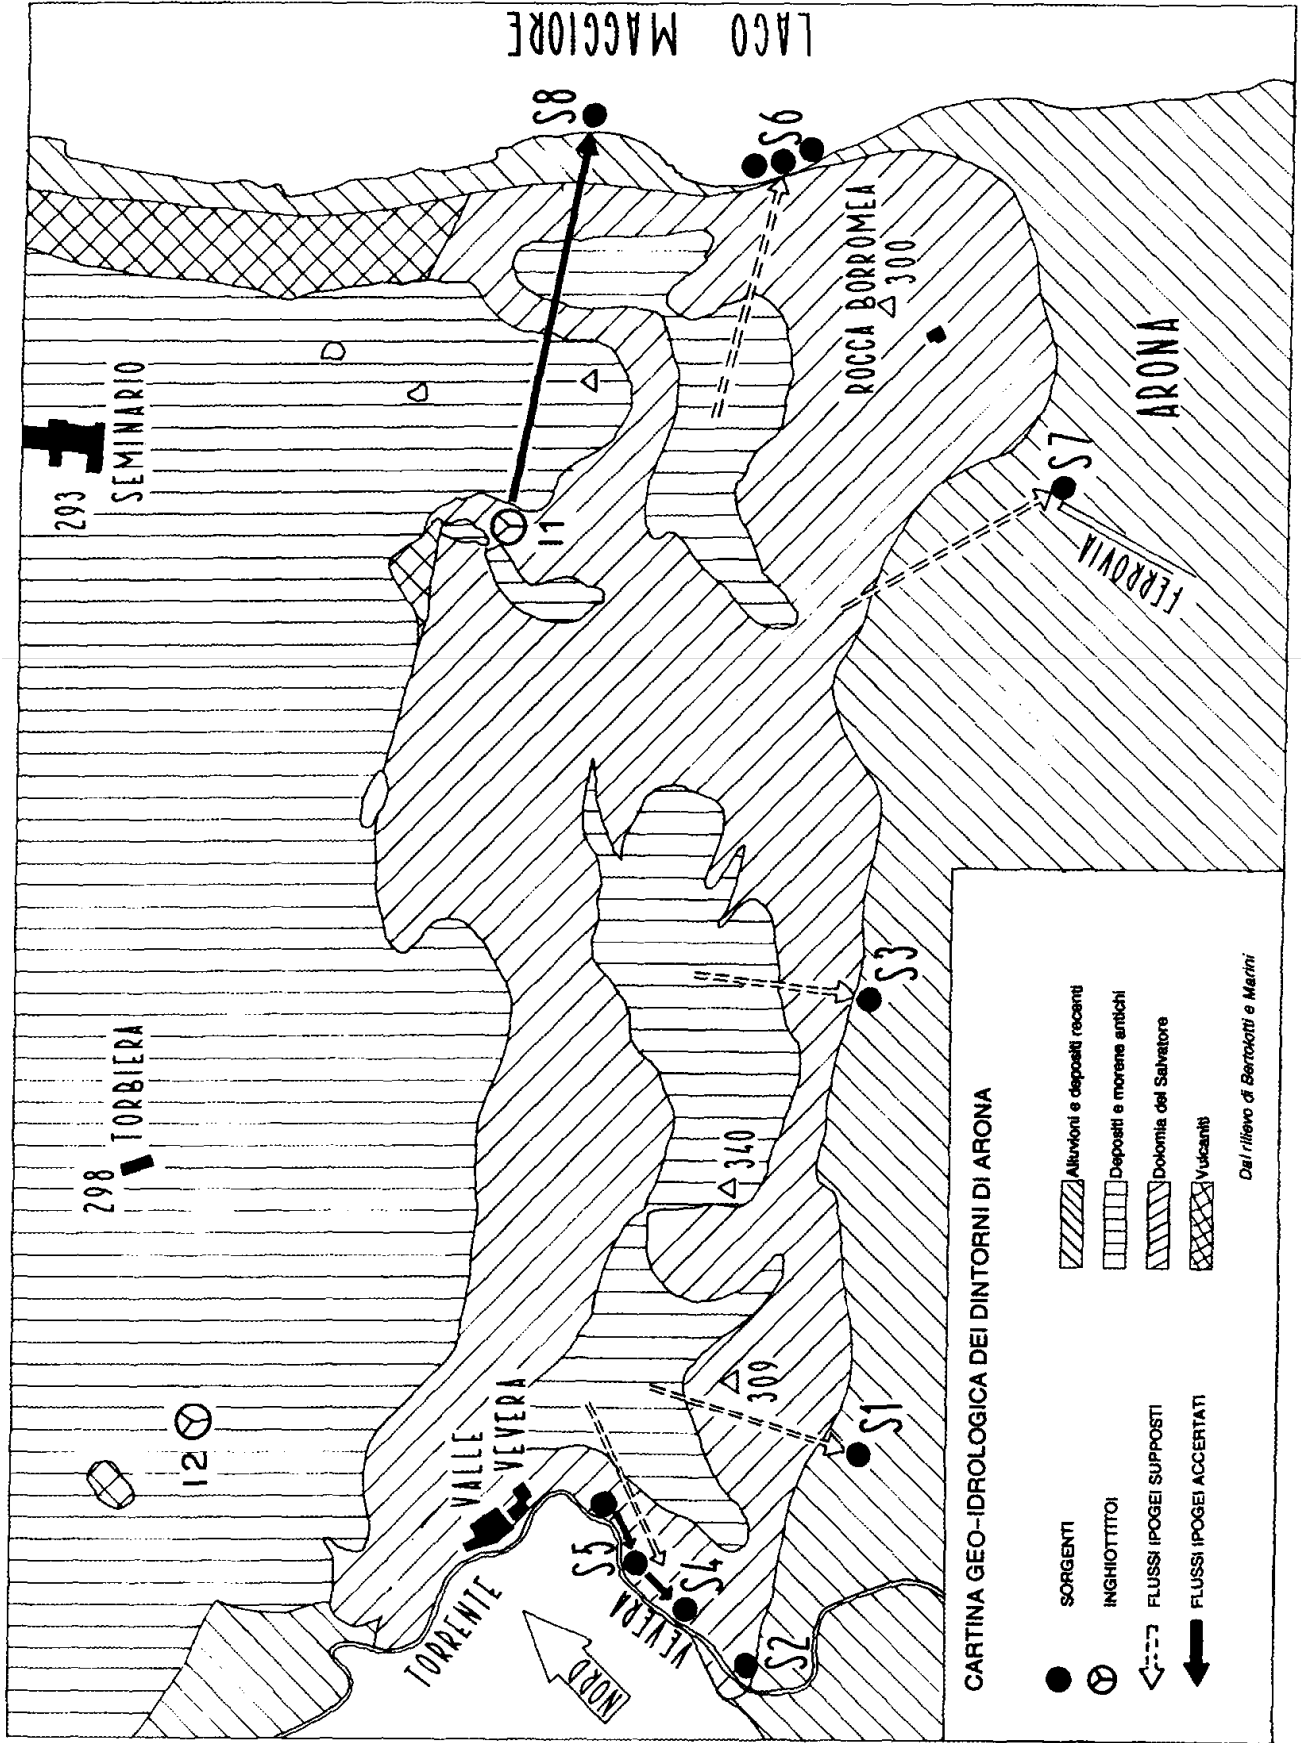 LAGO MAGGIORE
S8
S6
ROCCA BORROMEA
300
ARONA
S7
FERROVIA
293
SEMINARIO
I1
298
TORBIERA
S3
340
I2
VALLE
VEVERA
309
S1
S5
S4
TORRENTE
VEVERA
S2
NORD
CARTINA GEO-IDROLOGICA DEI DINTORNI DI ARONA
SORGENTI
INGHIOTTITOI
FLUSSI IPOGEI SUPPOSTI
FLUSSI IPOGEI ACCERTATI
Alluvioni e depositi recenti
Depositi e morene antichi
Dolomia del Salvatore
Vulcaniti
Dal rilievo di Bertolotti e Marini